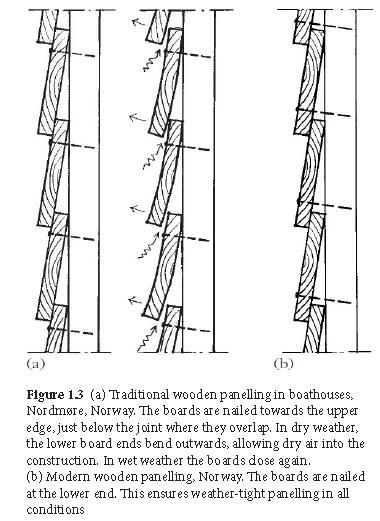 (a)
(b)
Figure 1.3 (a) Traditional wooden panelling in boathouses,
Nordmøre, Norway. The boards are nailed towards the upper
edge, just below the joint where they overlap. In dry weather,
the lower board ends bend outwards, allowing dry air into the
construction. In wet weather the boards close again.
(b) Modern wooden panelling, Norway. The boards are nailed
at the lower end. This ensures weather-tight panelling in all
conditions